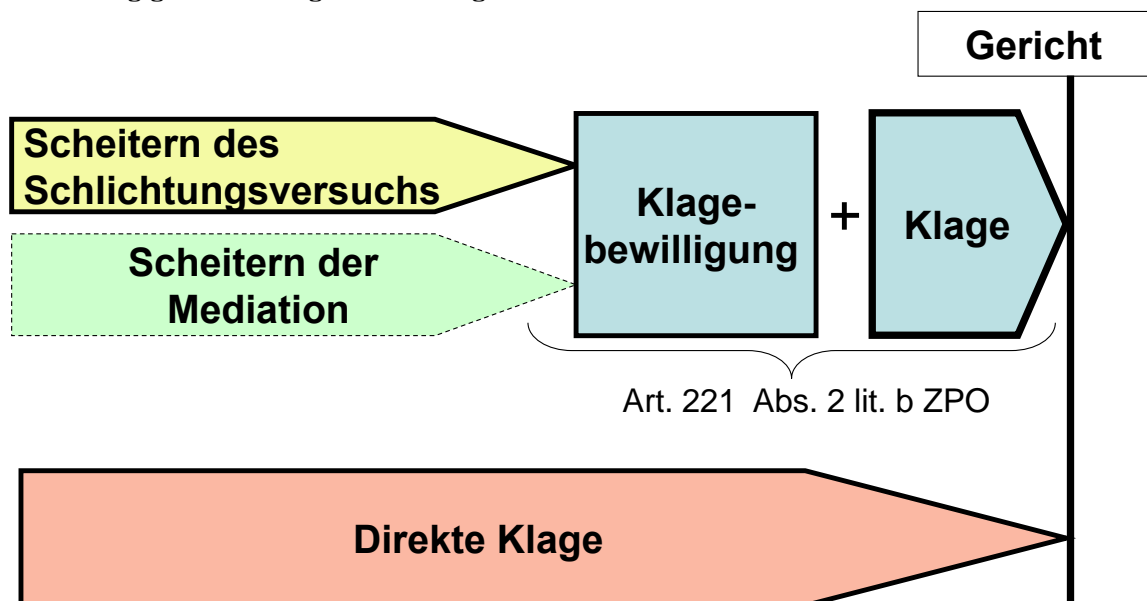 Gericht
Scheitern des
Schlichtungsversuchs
Scheitern der
Mediation
Klage-
bewilligung
+
Klage
Art. 221 Abs. 2 lit. b ZPO
Direkte Klage